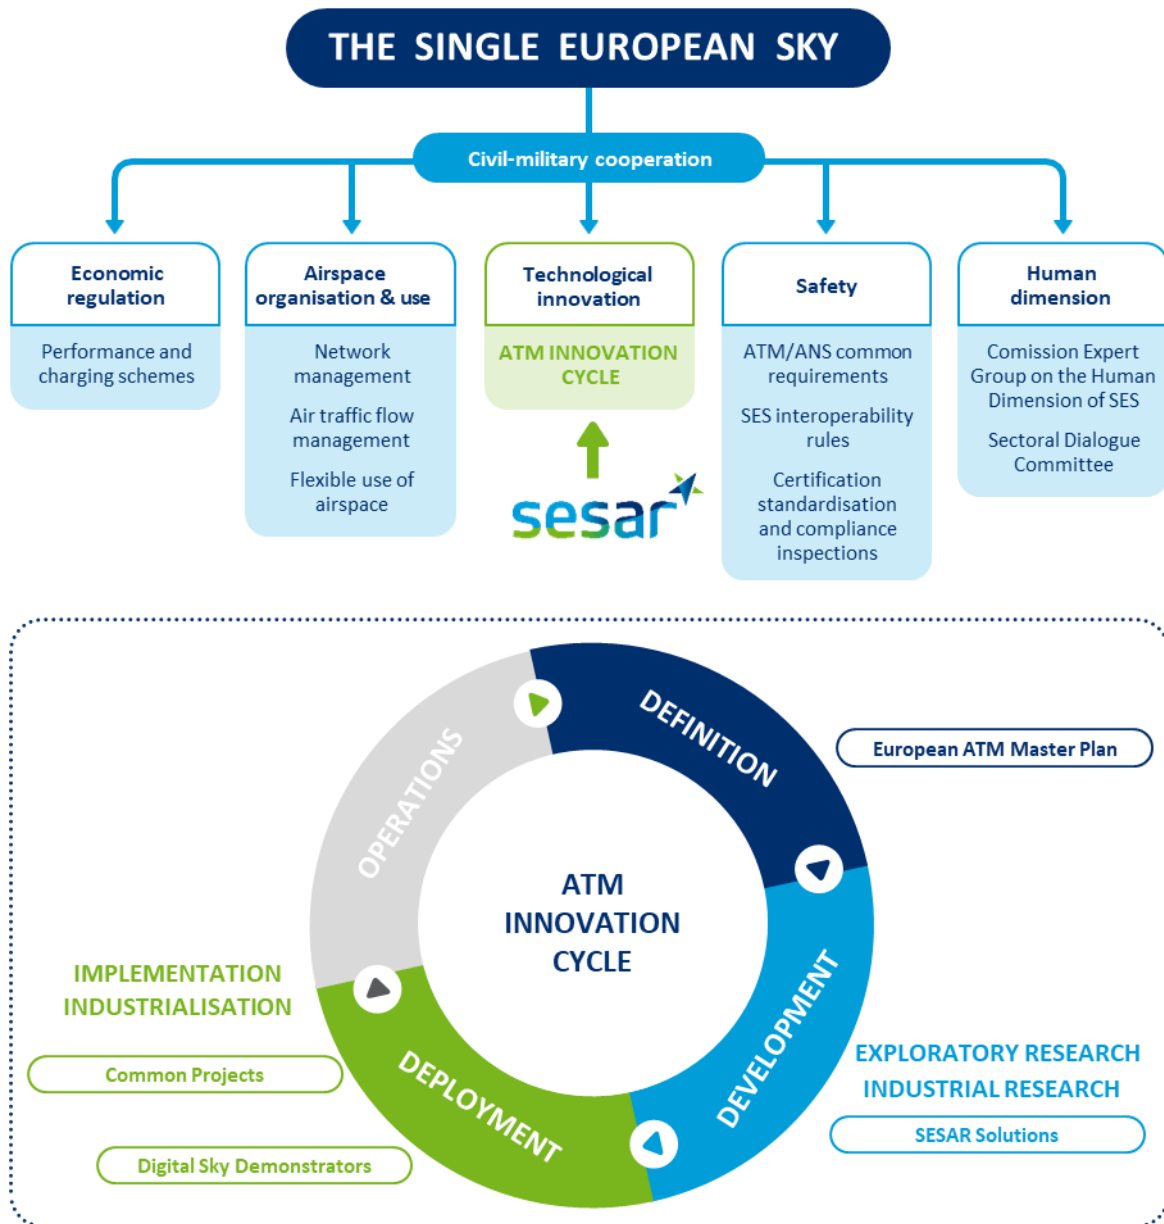 THE SINGLE EUROPEAN SKY
Civil-military cooperation
Economic
regulation
Performance and
charging schemes
Airspace
organisation & use
Network
management
Air traffic flow
management
Flexible use of
airspace
Technological
innovation
ATM INNOVATION
CYCLE
sesar
Safety
ATM/ANS common
requirements
SES interoperability
rules
Certification
standardisation
and compliance
inspections
Human
dimension
Comission Expert
Group on the Human
Dimension of SES
Sectoral Dialogue
Committee
DEFINITION
European ATM Master Plan
OPERATIONS
ATM
INNOVATION
CYCLE
DEVELOPMENT
EXPLORATORY RESEARCH
INDUSTRIAL RESEARCH
SESAR Solutions
IMPLEMENTATION
INDUSTRIALISATION
DEPLOYMENT
Common Projects
Digital Sky Demonstrators